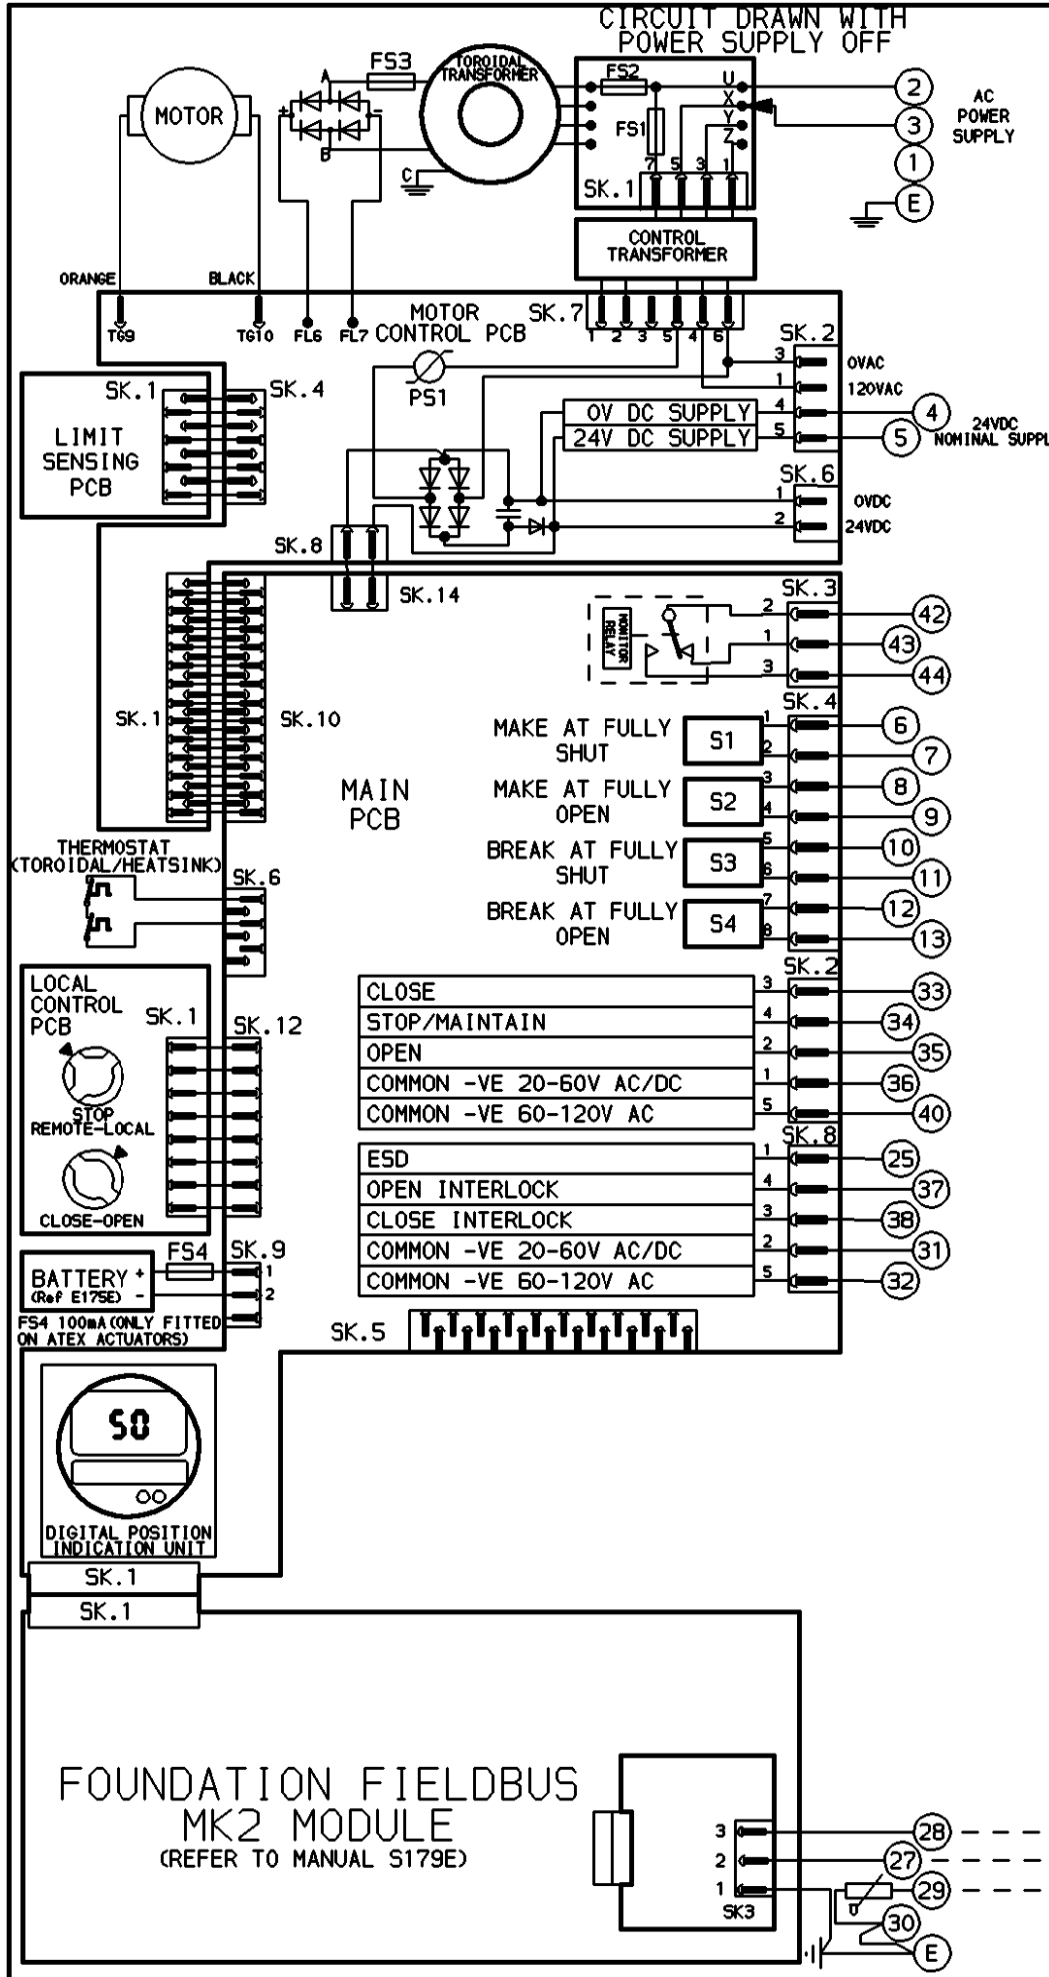 CIRCUIT DRAWN WITH
POWER SUPPLY OFF
MOTOR
A
FS3
+
-
B
C
TOROIDAL
TRANSFORMER
FS2
FS1
U
X
Y
Z
7
5
3
1
SK.1
2
3
1
E
AC
POWER
SUPPLY
CONTROL
TRANSFORMER
ORANGE
BLACK
TG9
TG10
FL6
FL7
MOTOR
CONTROL PCB
SK.7
1
2
3
5
4
6
PS1
SK.2
3
0VAC
1
120VAC
0V DC SUPPLY
4
4
24V DC SUPPLY
5
5
24VDC
NOMINAL SUPPL
SK.6
1
0VDC
2
24VDC
SK.1
SK.4
LIMIT
SENSING
PCB
SK.8
SK.14
SK.1
SK.10
MAIN
PCB
MONITOR
RELAY
SK.3
2
42
1
43
3
44
SK.4
MAKE AT FULLY
SHUT
S1
1
6
2
7
MAKE AT FULLY
OPEN
S2
3
8
4
9
BREAK AT FULLY
SHUT
S3
5
10
6
11
BREAK AT FULLY
OPEN
S4
7
12
8
13
THERMOSTAT
(TOROIDAL/HEATSINK)
SK.6
SK.2
CLOSE
3
33
STOP/MAINTAIN
4
34
OPEN
2
35
COMMON -VE 20-60V AC/DC
1
36
COMMON -VE 60-120V AC
5
40
LOCAL
CONTROL
PCB
SK.1
SK.12
STOP
REMOTE-LOCAL
CLOSE-OPEN
SK.8
ESD
1
25
OPEN INTERLOCK
4
37
CLOSE INTERLOCK
3
38
COMMON -VE 20-60V AC/DC
2
31
COMMON -VE 60-120V AC
5
32
BATTERY
(Ref E175E)
+
-
FS4
SK.9
1
2
FS4 100mA(ONLY FITTED
ON ATEX ACTUATORS)
SK.5
50
DIGITAL POSITION
INDICATION UNIT
SK.1
SK.1
FOUNDATION FIELDBUS
MK2 MODULE
(REFER TO MANUAL S179E)
3
28
2
27
1
29
SK3
U
30
E